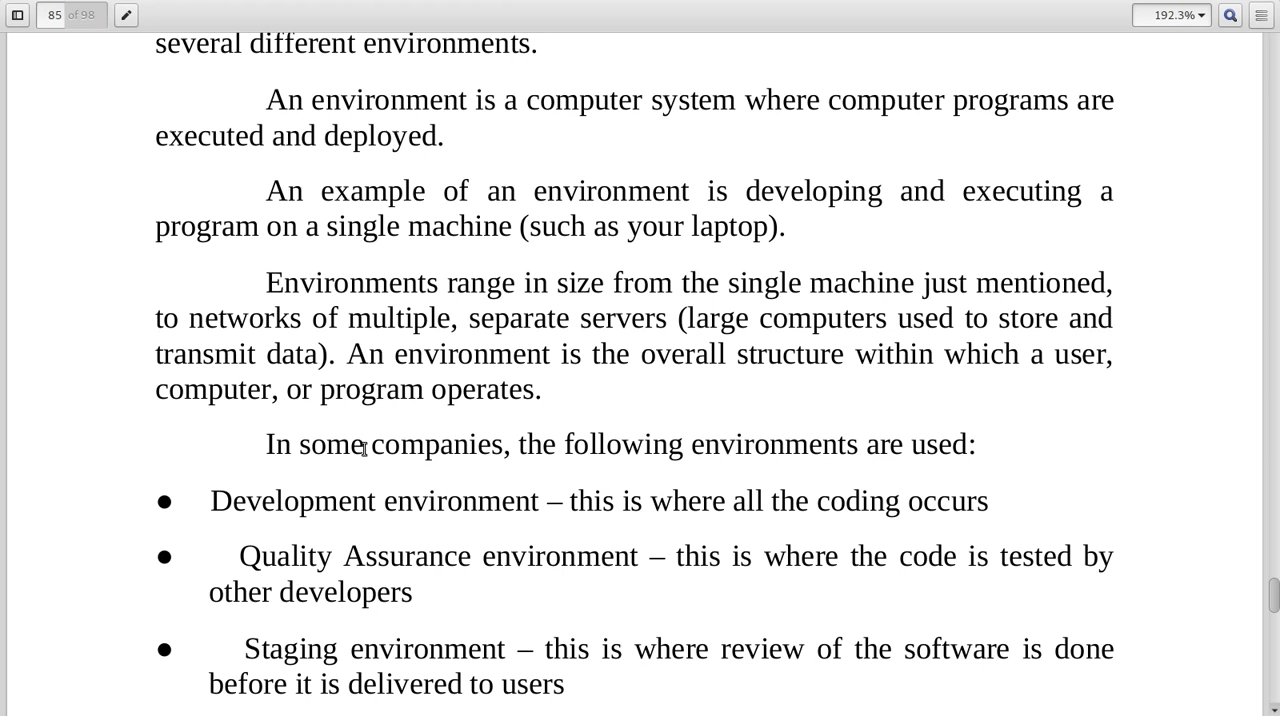 85 of 98
192.3%
several different environments.
An environment is a computer system where computer programs are
executed and deployed.
An example of an environment is developing and executing a
program on a single machine (such as your laptop).
Environments range in size from the single machine just mentioned,
to networks of multiple, separate servers (large computers used to store and
transmit data). An environment is the overall structure within which a user,
computer, or program operates.
In some companies, the following environments are used:
● Development environment – this is where all the coding occurs
● Quality Assurance environment – this is where the code is tested by
other developers
● Staging environment – this is where review of the software is done
before it is delivered to users